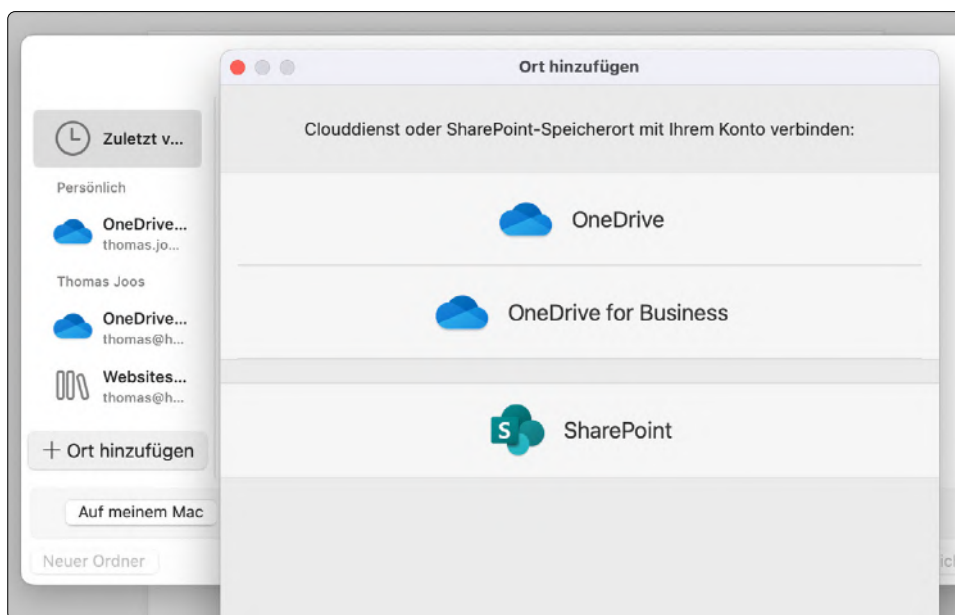 Ort hinzufügen
Clouddienst oder SharePoint-Speicherort mit Ihrem Konto verbinden:
Zuletzt v...
Persönlich
OneDrive...
thomas.jo...
Thomas Joos
OneDrive...
thomas@h...
Websites...
thomas@h...
+ Ort hinzufügen
Auf meinem Mac
Neuer Ordner
OneDrive
OneDrive for Business
S
SharePoint